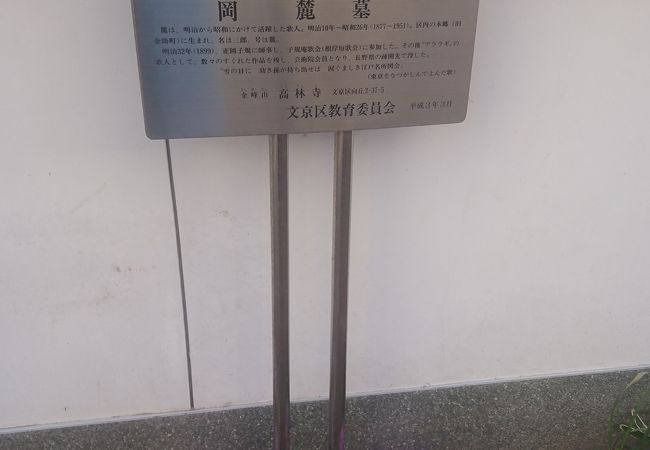 岡麓墓
麓は、明治から昭和にかけて活躍した歌人。明治10年〜昭和26年(1877〜1951)。区内の本郷(旧
金助町)に生まれ、名は三郎、号は麓。
明治32年(1899)、正岡子規に師事し、子規庵歌会(根岸短歌会)に参加した。その後『アララギ』の
歌人として、数々のすぐれた作品を残し、芸術院会員となり、長野県の疎開先で没した。
雪の日に 幼き孫が持ち出せは 涙ぐましき江戸名所図会。
(東京をなつかしんでよんだ歌)
金峰山 高林寺 文京区向丘2-37-5
文京区教育委員会 平成3年3月